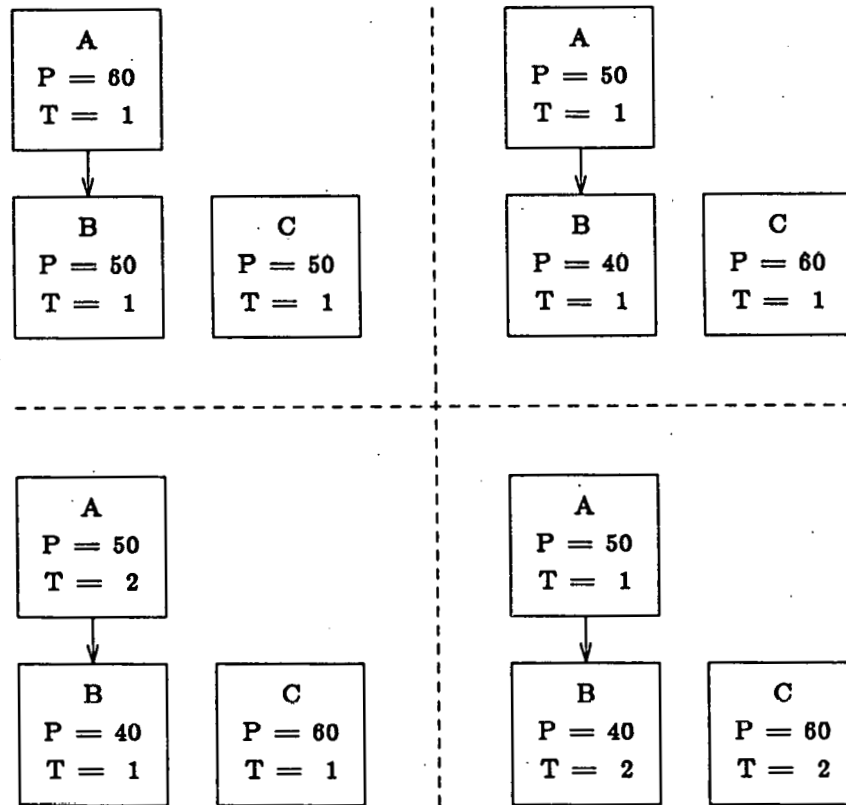 A
P = 60
T = 1
B
P = 50
T = 1
C
P = 50
T = 1
A
P = 50
T = 1
B
P = 40
T = 1
C
P = 60
T = 1
A
P = 50
T = 2
B
P = 40
T = 1
C
P = 60
T = 1
A
P = 50
T = 1
B
P = 40
T = 2
C
P = 60
T = 2